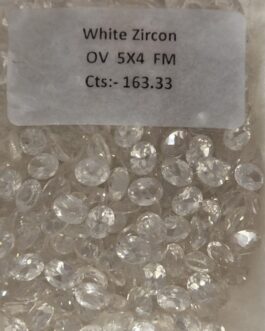 White Zircon
OV 5X4 FM
Cts:- 163.33